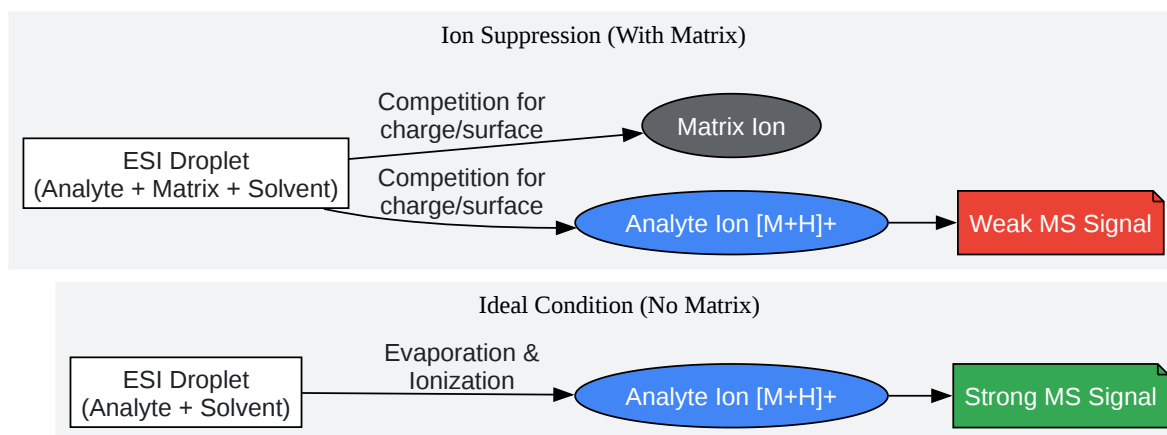 Ion Suppression (With Matrix)
Competition for
charge/surface
Matrix Ion
ESI Droplet
(Analyte + Matrix + Solvent)
Competition for
charge/surface
Analyte Ion [M+H]+
Weak MS Signal
Ideal Condition (No Matrix)
ESI Droplet
(Analyte + Solvent)
Evaporation &
Ionization
Analyte Ion [M+H]+
Strong MS Signal